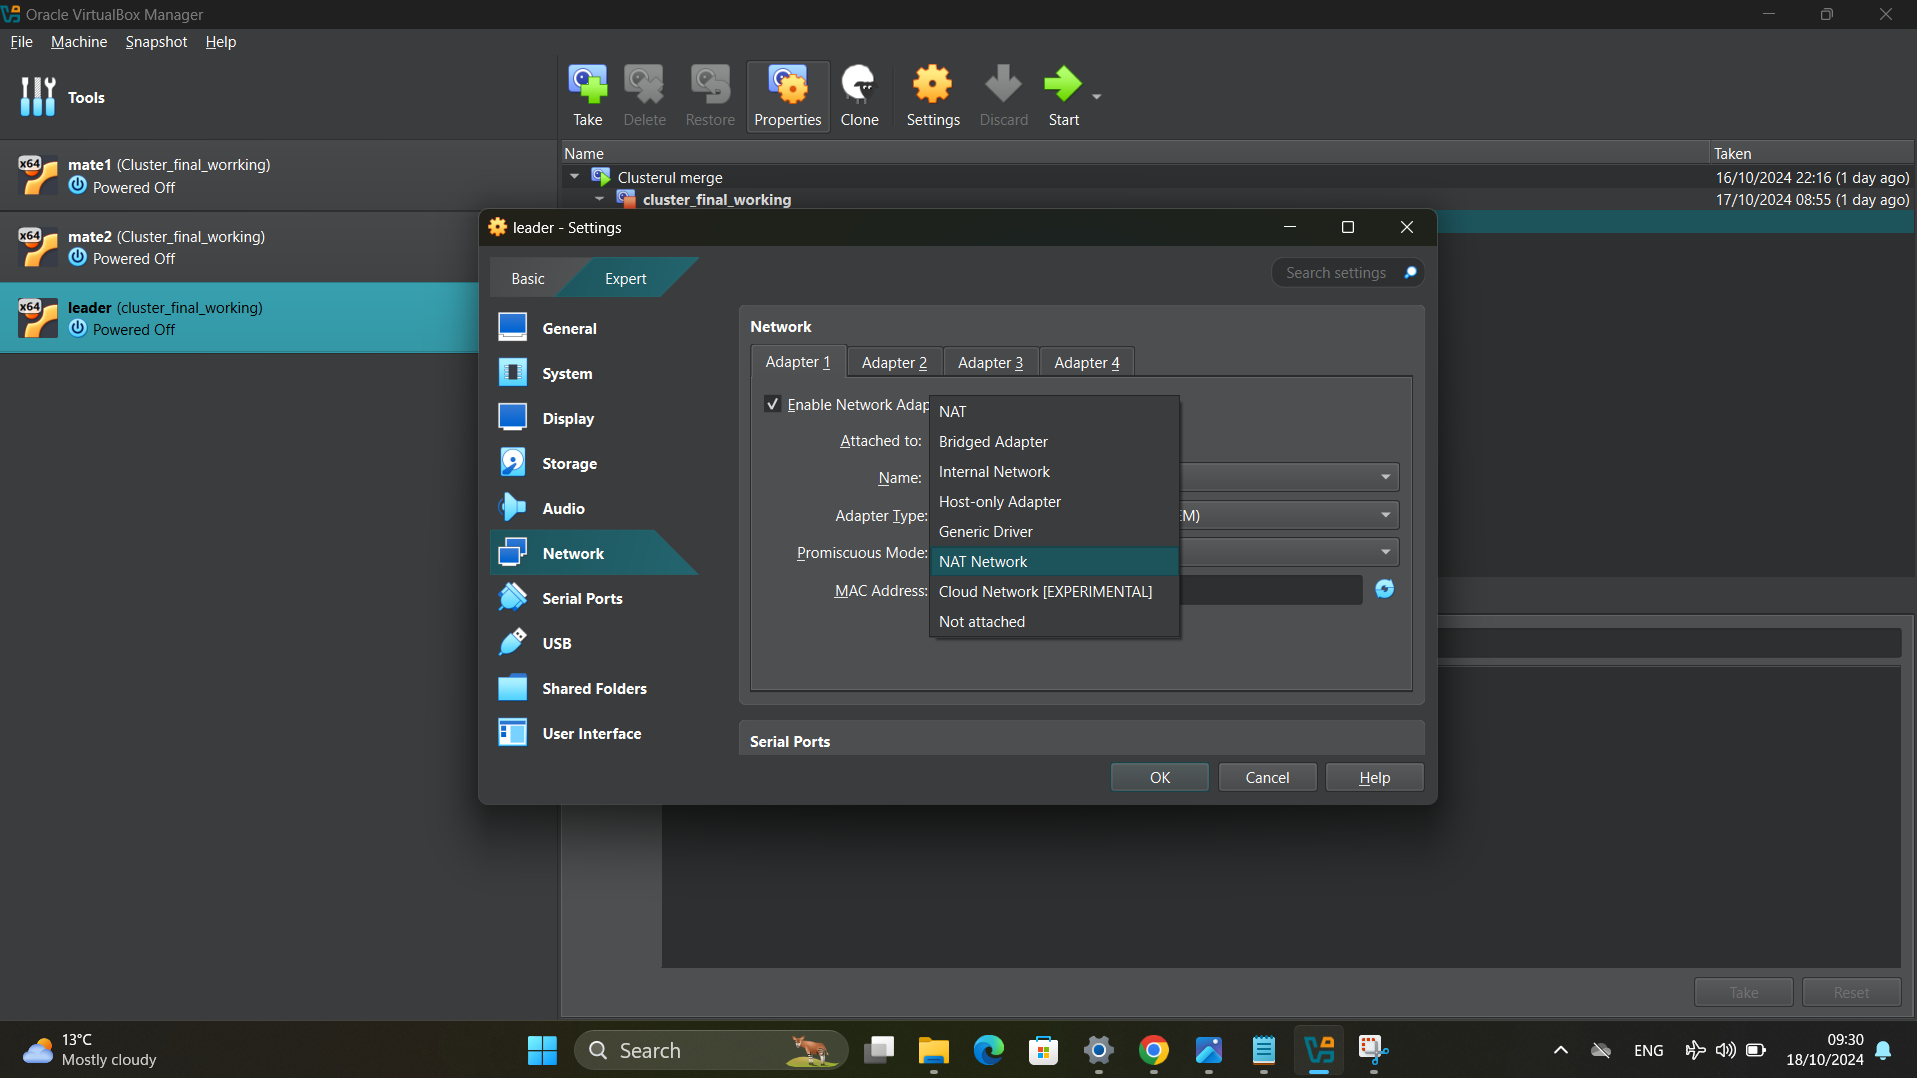 Oracle VirtualBox Manager
File Machine Snapshot Help
Tools
Take Delete Restore Properties Clone Settings Discard Start
Name Taken
x64 mate1 (Cluster_final_worrking)
Powered Off
x64 mate2 (Cluster_final_working)
Powered Off
x64 leader (cluster_final_working)
Powered Off
Clusterul merge 16/10/2024 22:16 (1 day ago)
cluster_final_working 17/10/2024 08:55 (1 day ago)
leader - Settings
Basic Expert Search settings
General
System
Display
Storage
Audio
Network
Serial Ports
USB
Shared Folders
User Interface
Network
Adapter 1 Adapter 2 Adapter 3 Adapter 4
Enable Network Adap
Attached to:
Name:
Adapter Type: EM)
Promiscuous Mode:
MAC Address:
NAT
Bridged Adapter
Internal Network
Host-only Adapter
Generic Driver
NAT Network
Cloud Network [EXPERIMENTAL]
Not attached
Serial Ports
OK Cancel Help
Take Reset
13°C
Mostly cloudy
Search
ENG
09:30
18/10/2024